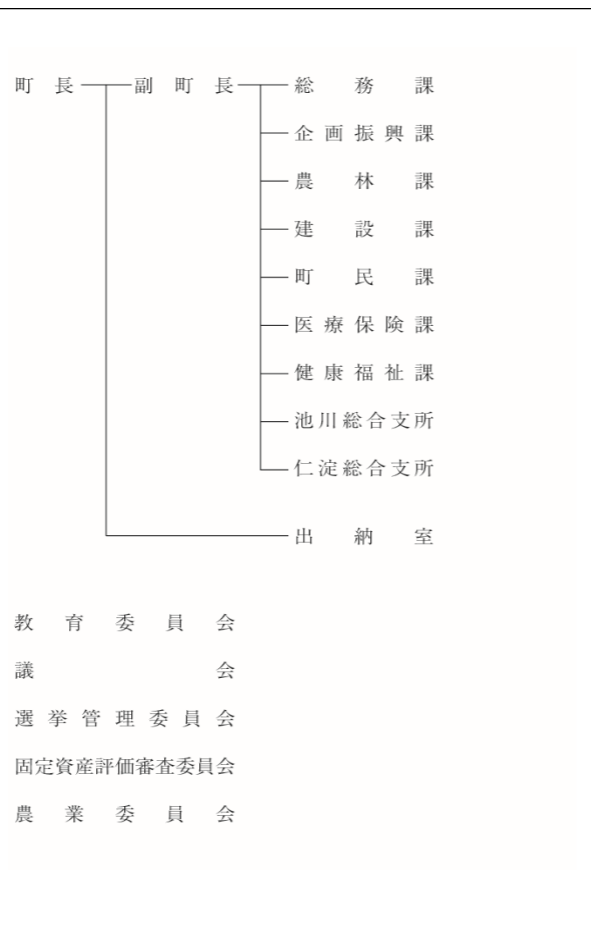 町長 副町長 総務課
企画振興課
農林課
建設課
町民課
医療保険課
健康福祉課
池川総合支所
仁淀総合支所
出納室
教育委員会
議会
選挙管理委員会
固定資産評価審査委員会
農業委員会